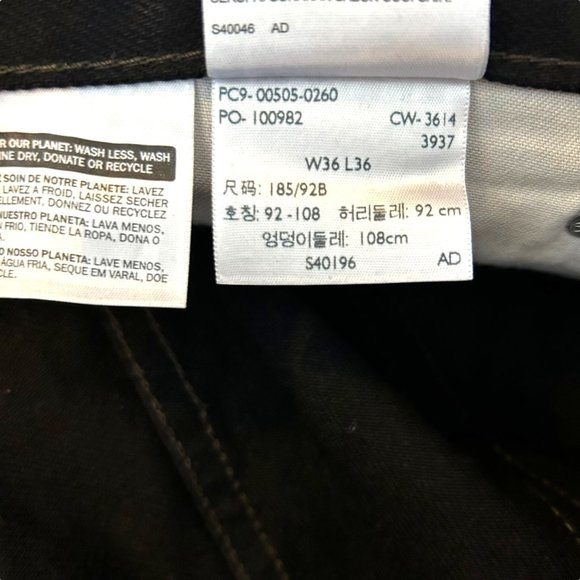 S40046 AD
R OUR PLANET: WASH LESS, WASH
NE DRY, DONATE OR RECYCLE
SOIN DE NOTRE PLANETE: LAVEZ
LAVEZ A FROID, LAISSEZ SECHER
ELLEMENT, DONNEZ OU RECYCLEZ
NUESTRO PLANETA: LAVA MENOS,
N FRIO, TIENDE LA ROPA, DONA O
A.
O NOSSO PLANETA: LAVE MENOS,
ÁGUA FRIA, SEQUE EM VARAL, DOE
CLE.
PC9- 00505-0260
PO- 100982 CW- 3614
3937
W36 L36
尺码: 185/92B
호칭: 92 -108 허리둘레: 92 cm
엉덩이둘레: 108cm
S40196 AD